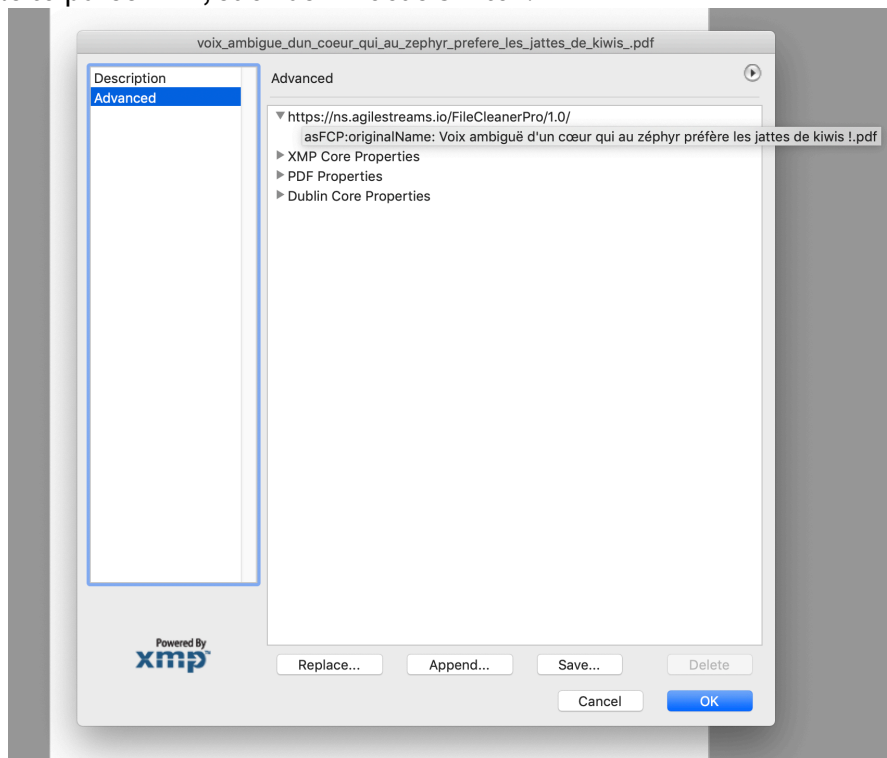 voix_ambigue_dun_coeur_qui_au_zephyr_prefere_les_jattes_de_kiwis_.pdf
Description
Advanced
Advanced
https://ns.agilestreams.io/FileCleanerPro/1.0/
asFCP:originalName: Voix ambiguë d'un cœur qui au zéphyr préfère les jattes de kiwis !.pdf
XMP Core Properties
PDF Properties
Dublin Core Properties
Powered By
xmp™
Replace...
Append...
Save...
Delete
Cancel
OK